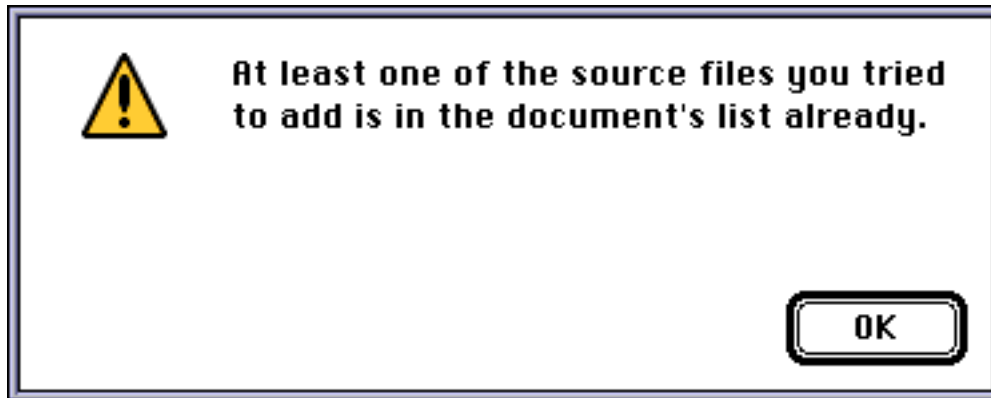 At least one of the source files you tried
to add is in the document's list already.
OK